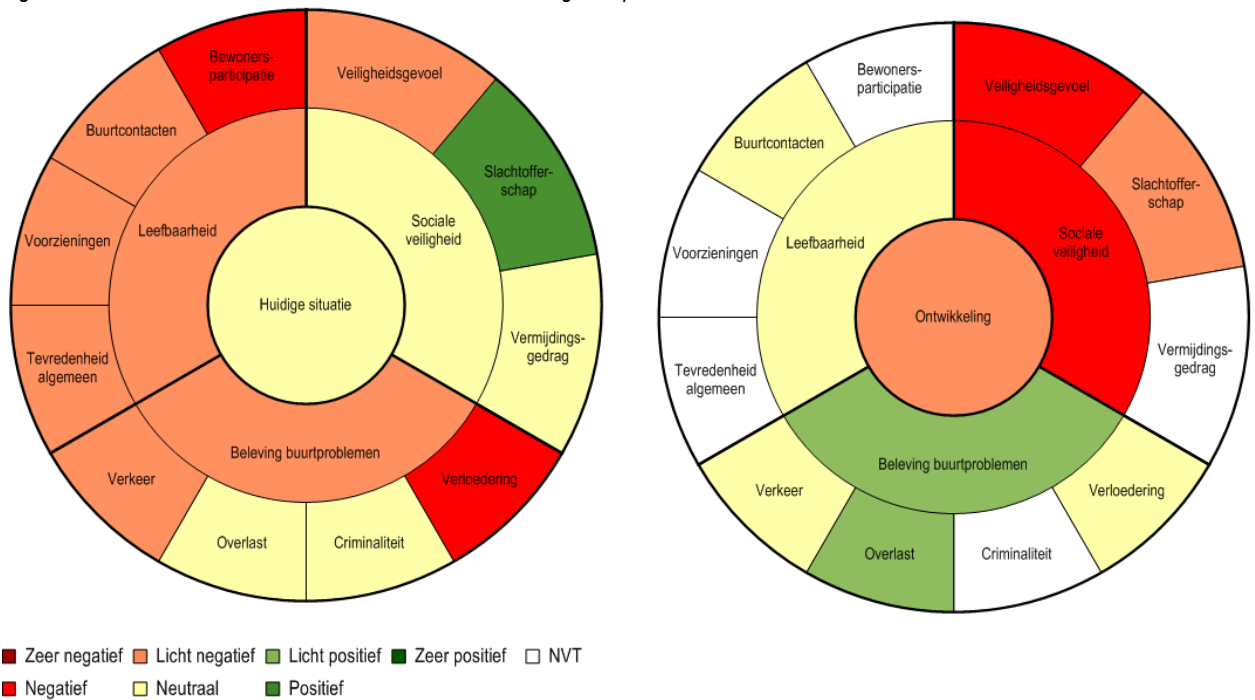 Bewoners-
participatie
Veiligheidsgevoel
Buurtcontacten
Slachtoffer-
schap
Voorzieningen
Leefbaarheid
Sociale
veiligheid
Huidige situatie
Tevredenheid
algemeen
Vermijdings-
gedrag
Beleving buurtproblemen
Verkeer
Verloedering
Overlast
Criminaliteit
Bewoners-
participatie
Veiligheidsgevoel
Buurtcontacten
Slachtoffer-
schap
Voorzieningen
Leefbaarheid
Sociale
veiligheid
Ontwikkeling
Tevredenheid
algemeen
Vermijdings-
gedrag
Beleving buurtproblemen
Verkeer
Verloedering
Overlast
Criminaliteit
Zeer negatief Licht negatief Licht positief Zeer positief NVT
Negatief Neutraal Positief